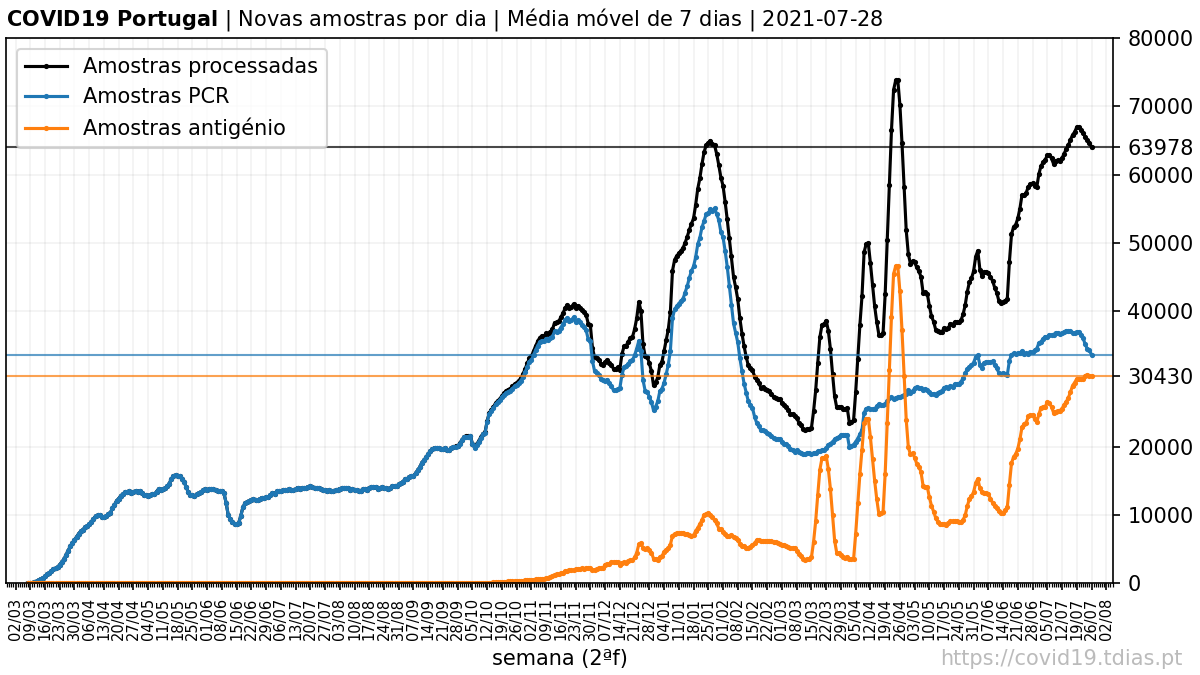 COVID19 Portugal | Novas amostras por dia | Média móvel de 7 dias | 2021-07-28
Amostras processadas
Amostras PCR
Amostras antigénio
80000
70000
63978
60000
50000
40000
30430
20000
10000
0
02/03 09/03 16/03 23/03 30/03 06/04 13/04 20/04 27/04 04/05 11/05 18/05 25/05 01/06 08/06 15/06 22/06 29/06 06/07 13/07 20/07 27/07 03/08 10/08 17/08 24/08 31/08 07/09 14/09 21/09 28/09 05/10 12/10 19/10 26/10 02/11 09/11 16/11 23/11 30/11 07/12 14/12 21/12 28/12 04/01 11/01 18/01 25/01 01/02 08/02 15/02 22/02 01/03 08/03 15/03 22/03 29/03 05/04 12/04 19/04 26/04 03/05 10/05 17/05 24/05 31/05 07/06 14/06 21/06 28/06 05/07 12/07 19/07 26/07 02/08
semana (2ªf)
https://covid19.tdias.pt